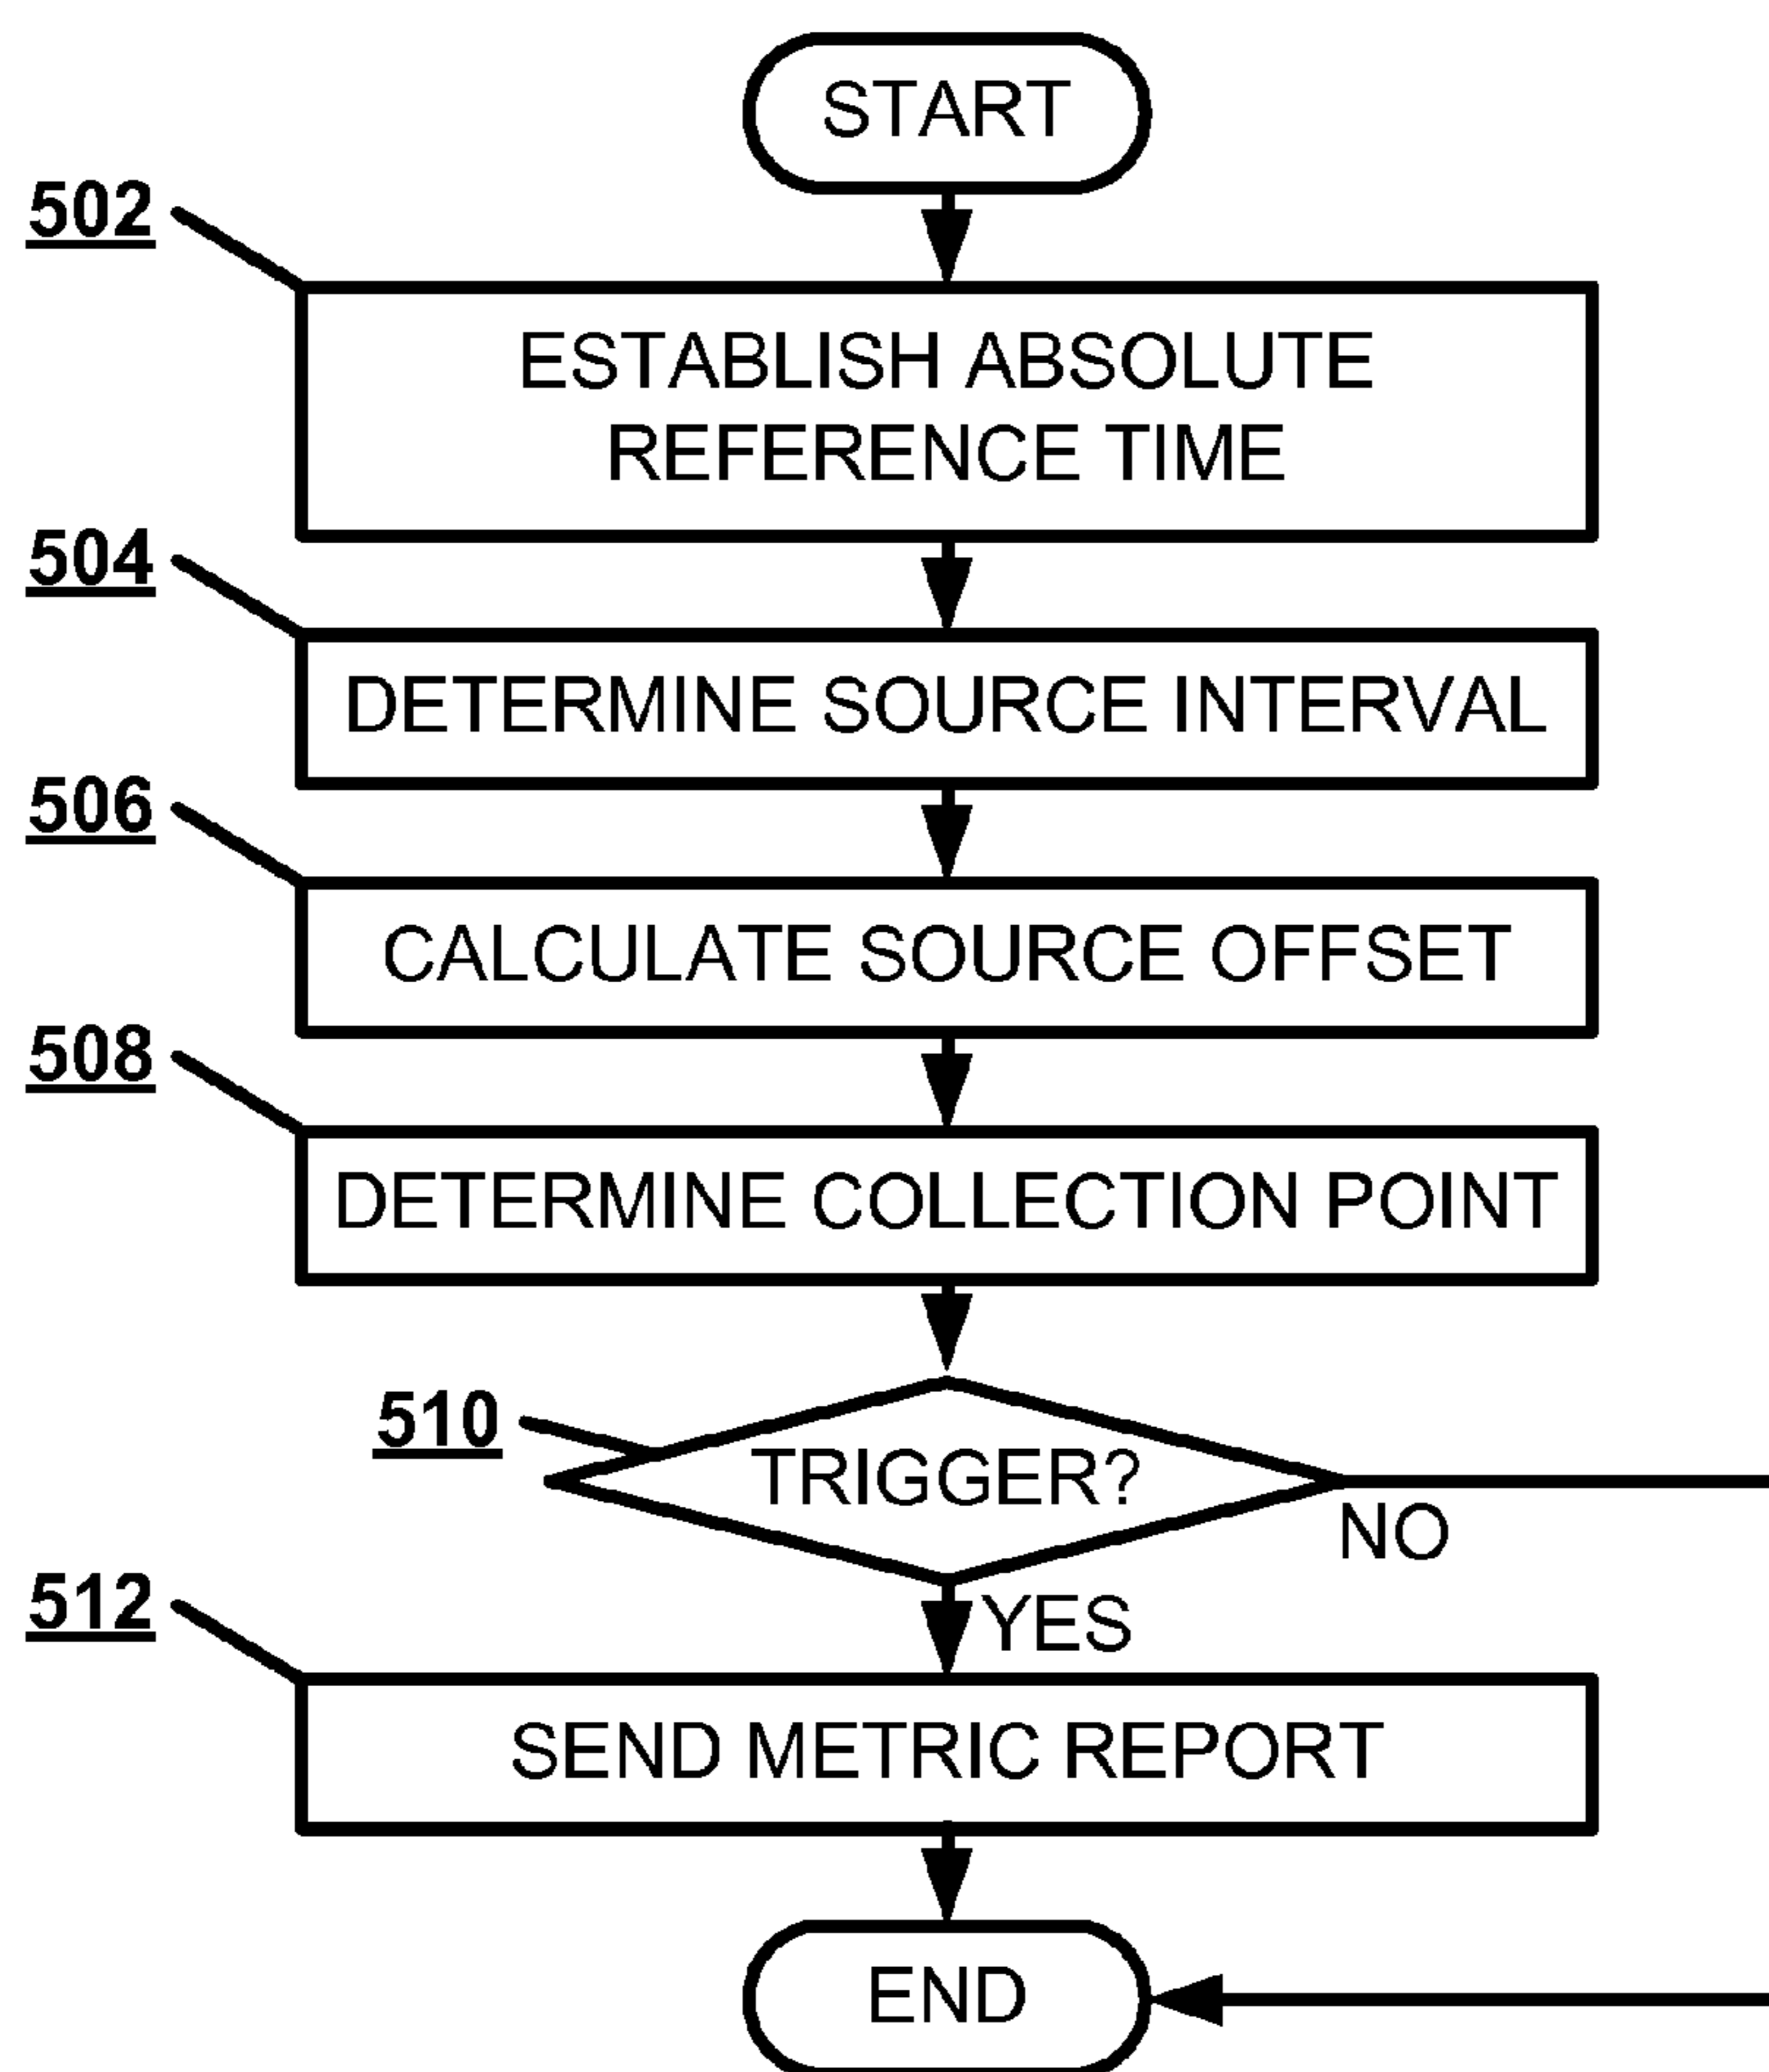 START
502
ESTABLISH ABSOLUTE
REFERENCE TIME
504
DETERMINE SOURCE INTERVAL
506
CALCULATE SOURCE OFFSET
508
DETERMINE COLLECTION POINT
510
TRIGGER?
NO
YES
512
SEND METRIC REPORT
END